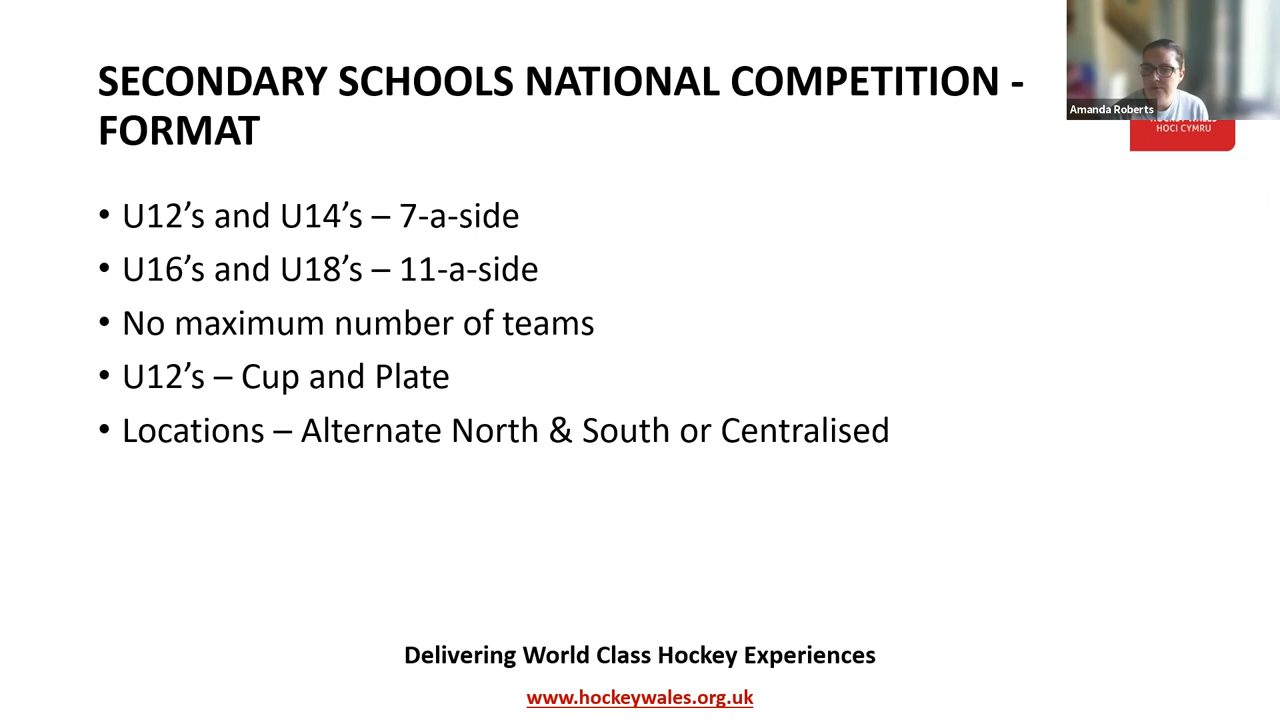 SECONDARY SCHOOLS NATIONAL COMPETITION -
FORMAT
Amanda Roberts
HOCI CYMRU
• U12’s and U14’s – 7-a-side
• U16’s and U18’s – 11-a-side
• No maximum number of teams
• U12’s – Cup and Plate
• Locations – Alternate North & South or Centralised
Delivering World Class Hockey Experiences
www.hockeywales.org.uk